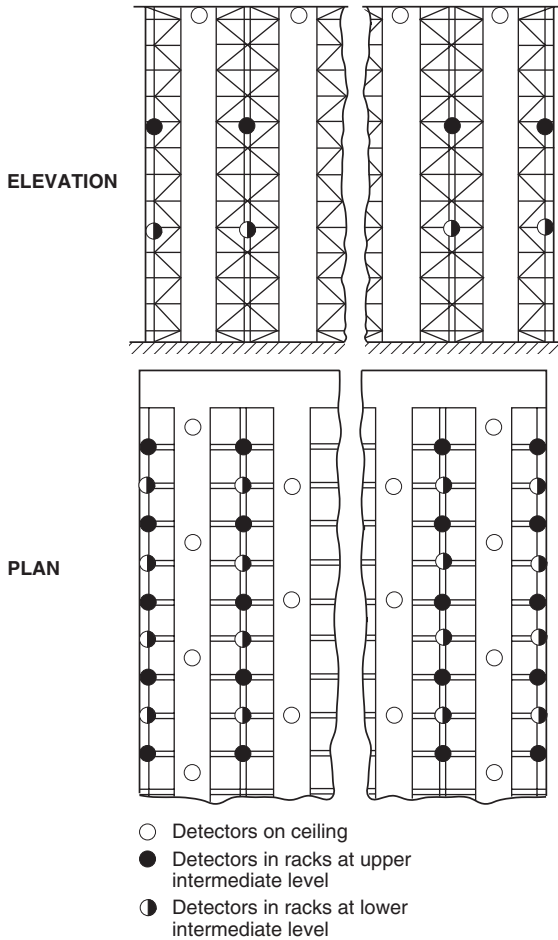 ELEVATION
PLAN
Detectors on ceiling
Detectors in racks at upper
intermediate level
Detectors in racks at lower
intermediate level